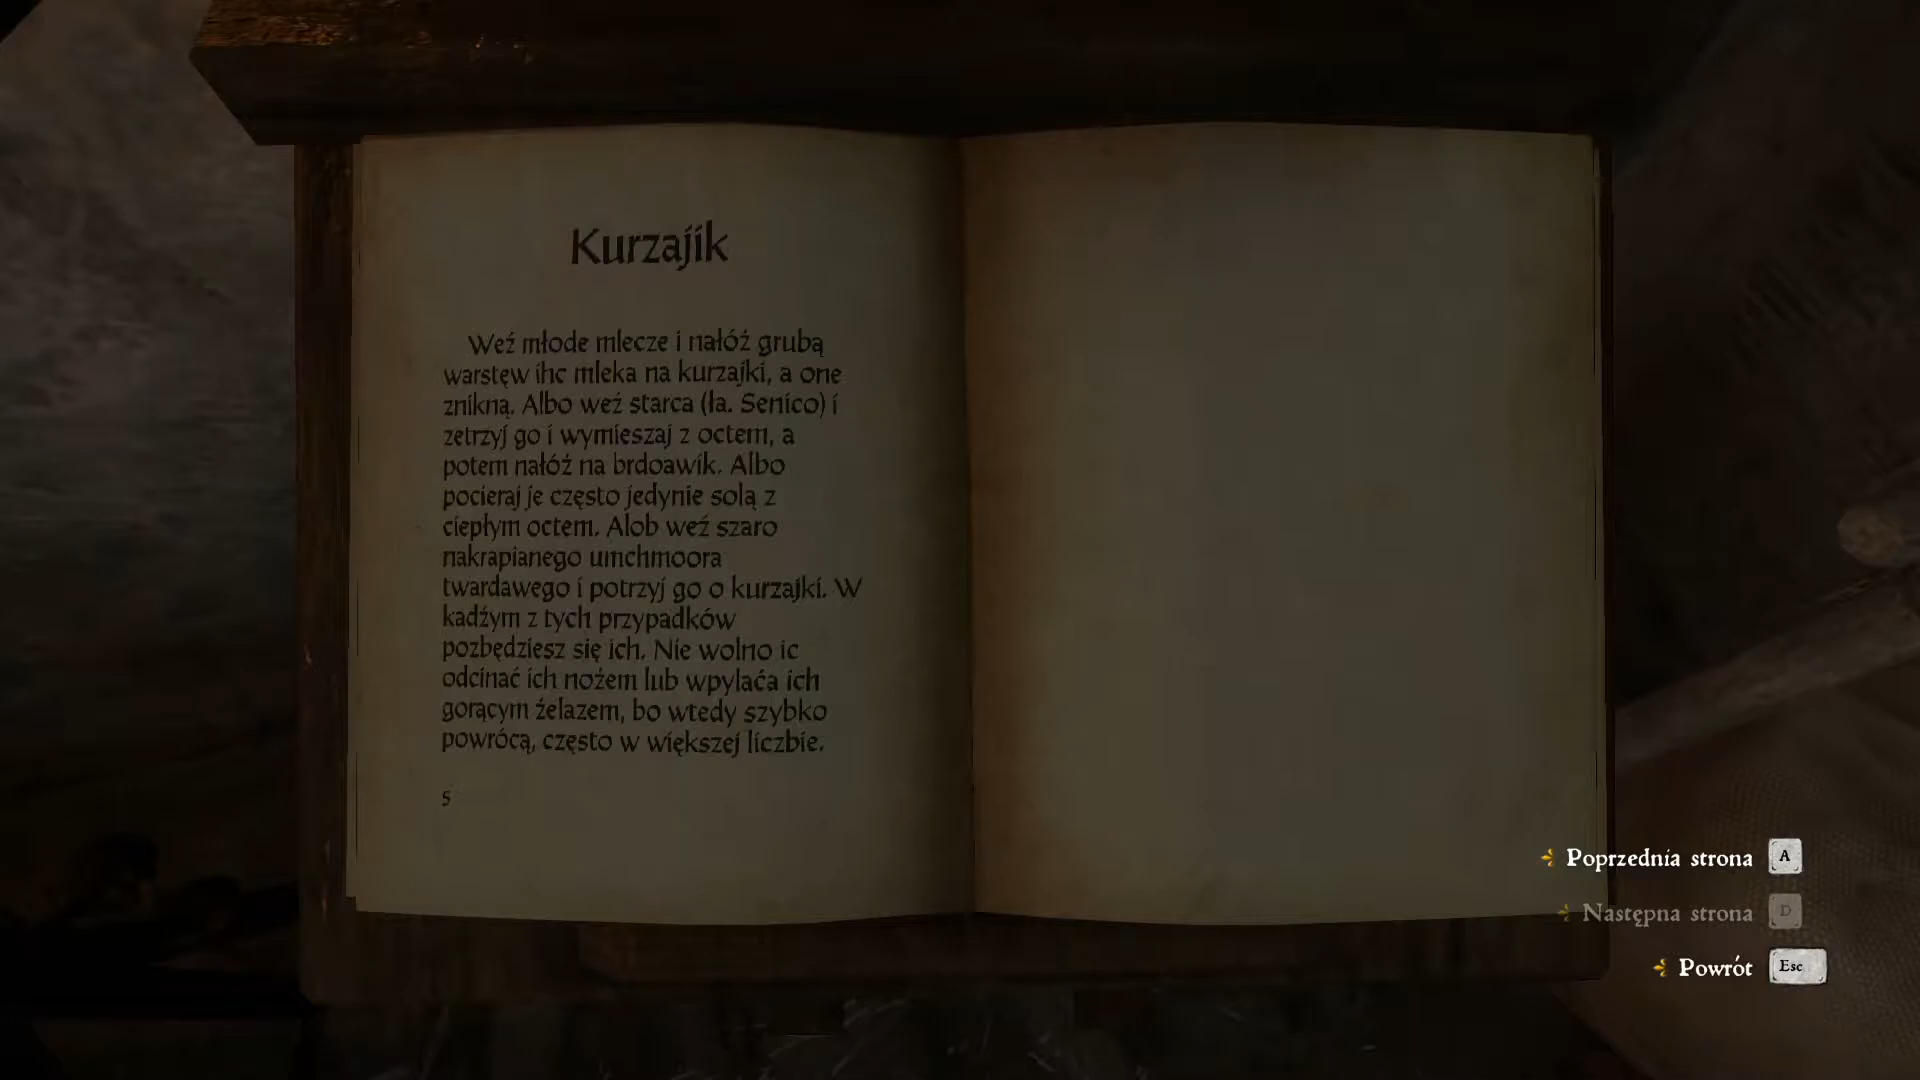 Kurzajik
Weź młode mlecze i nałóż grubą
warstęw ihc mleka na kurzajki, a one
znikną. Albo weź starca (ła. Senico) i
zetrzyj go i wymieszaj z octem, a
potem nałóż na brdoawik. Albo
pocieraj je często jedynie solą z
ciepłym octem. Alob weź szaro
nakrapianego umchmoora
twardawego i potrzyj go o kurzajki. W
kadżym z tych przypadków
pozbędziesz się ich. Nie wolno ic
odcinać ich nożem lub wpylaća ich
gorącym żelazem, bo wtedy szybko
powrócą, często w większej liczbie.
5
Poprzednia strona A
Następna strona D
Powrót Esc